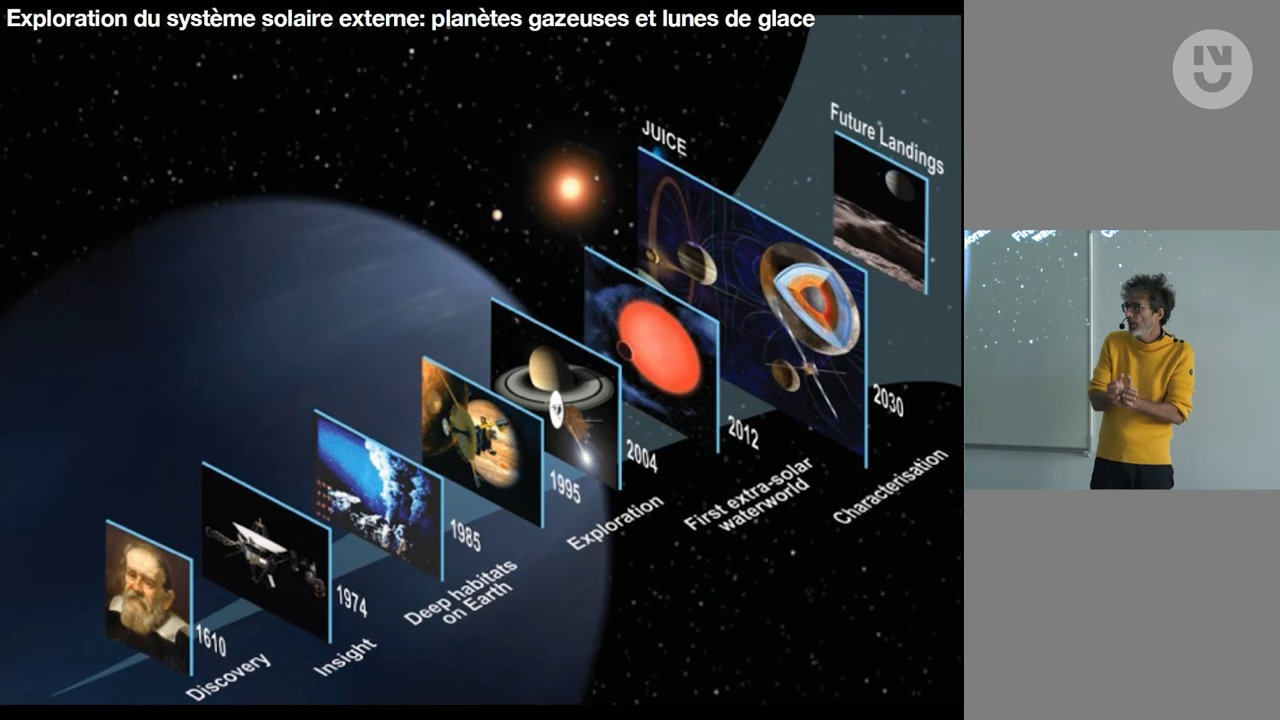 Exploration du système solaire externe: planètes gazeuses et lunes de glace
JUICE
Future Landings
2030
2012
2004
1995
1985
1974
1610
Characterisation
First extra-solar
waterworld
Exploration
Deep habitats
on Earth
Insight
Discovery